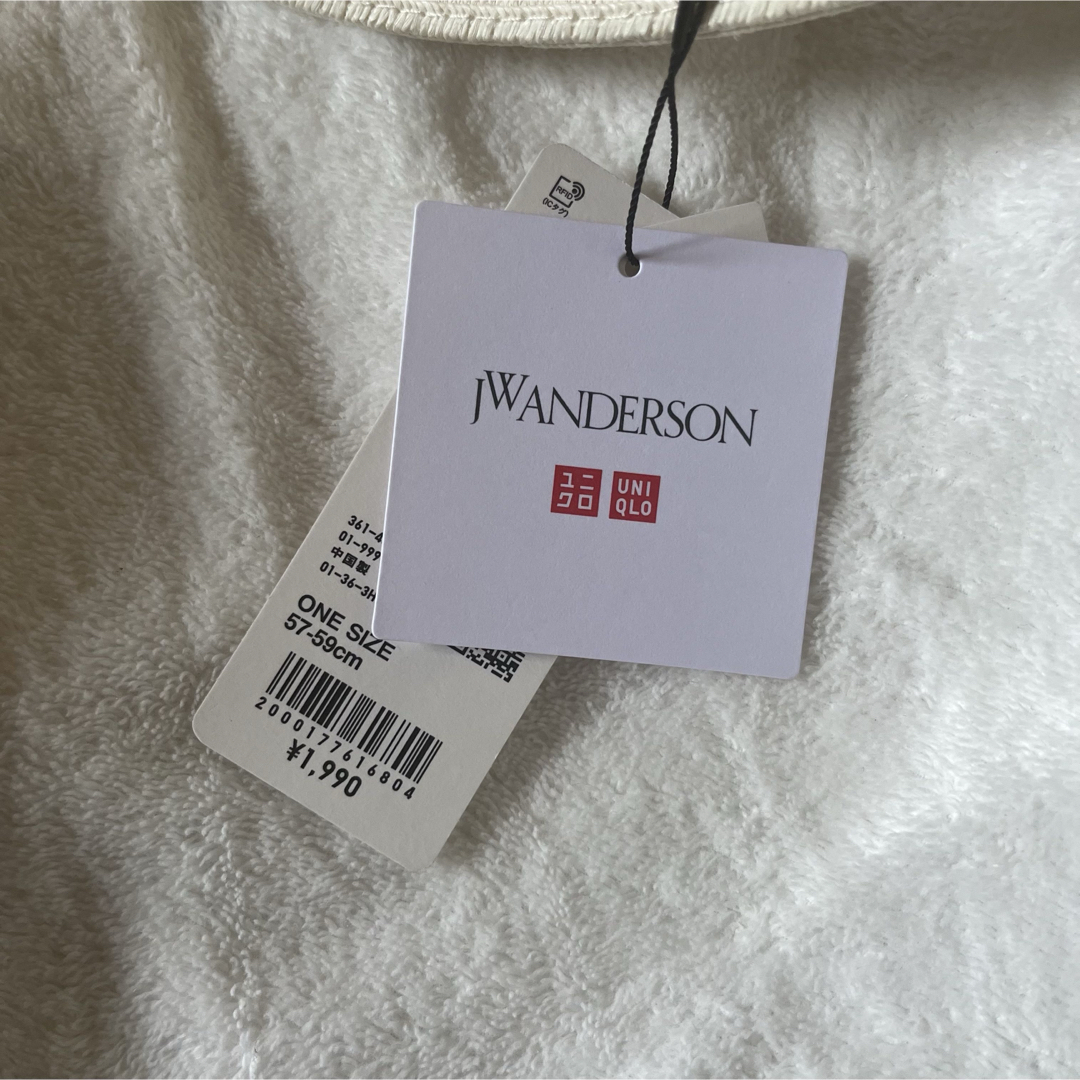 RFID
(ICタグ)
JWANDERSON
ユニ
クロ
UNI
QLO
361-4
01-999
中国製
01-36-3H
ONE SIZE
57-59cm
2000177616804
¥1,990